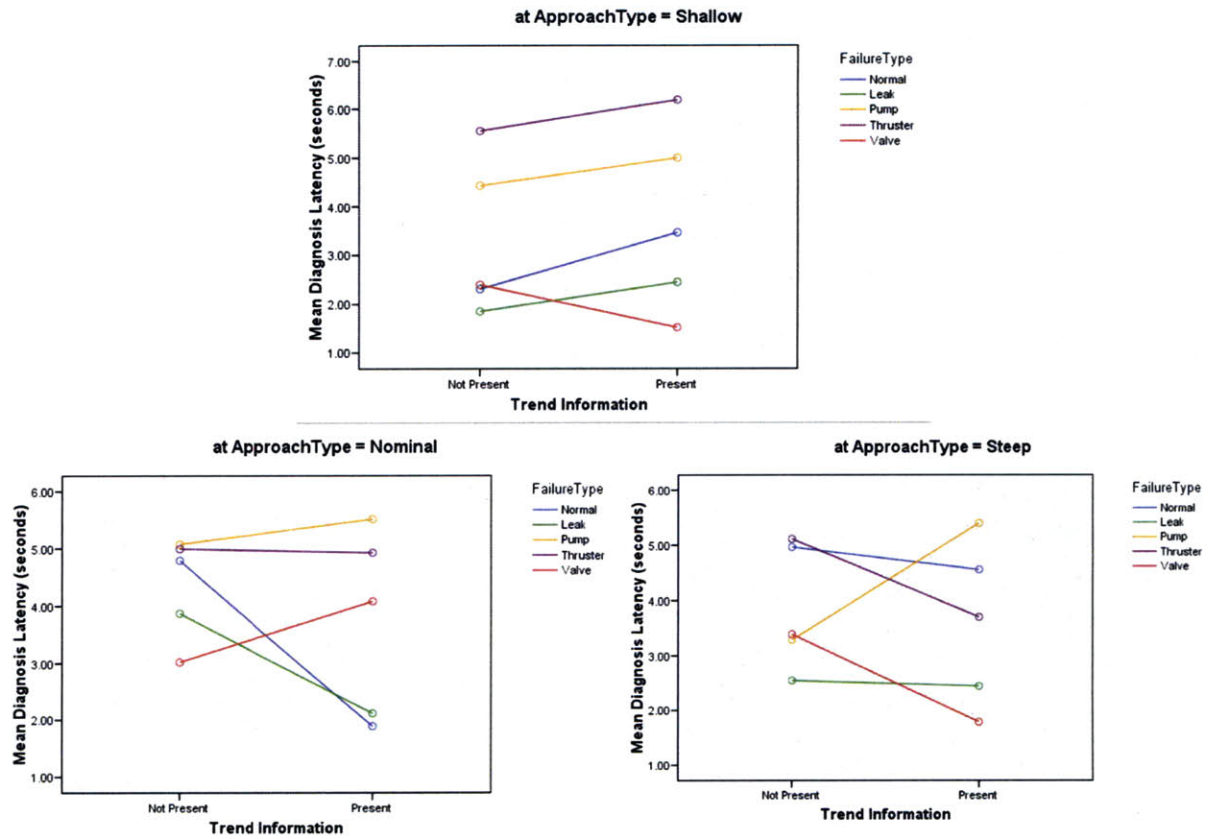 at ApproachType = Shallow
Mean Diagnosis Latency (seconds)
7.00
6.00
5.00
4.00
3.00
2.00
1.00
Not Present
Present
Trend Information
FailureType
Normal
Leak
Pump
Thruster
Valve
at ApproachType = Nominal
Mean Diagnosis Latency (seconds)
6.00
5.00
4.00
3.00
2.00
1.00
Not Present
Present
Trend Information
FailureType
Normal
Leak
Pump
Thruster
Valve
at ApproachType = Steep
Mean Diagnosis Latency (seconds)
6.00
5.00
4.00
3.00
2.00
1.00
Not Present
Present
Trend Information
FailureType
Normal
Leak
Pump
Thruster
Valve